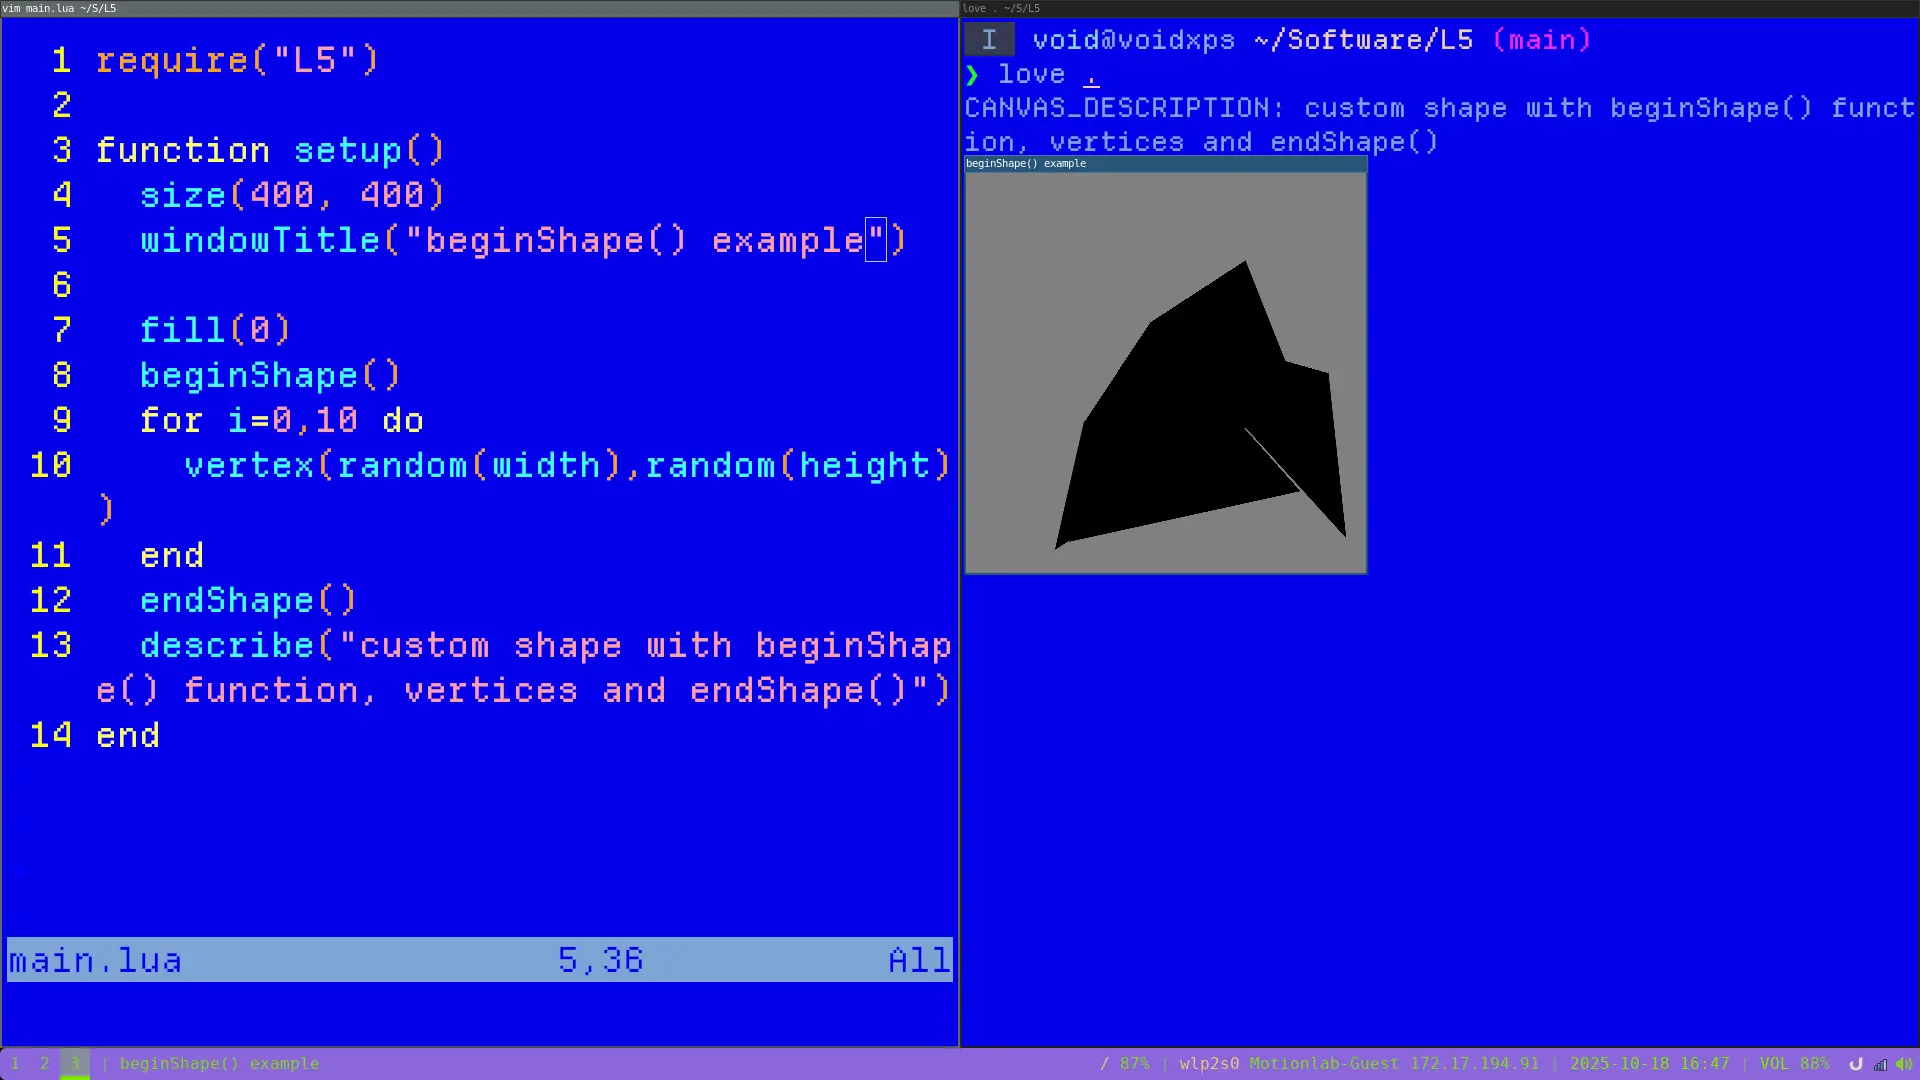 vim main.lua ~/S/L5
1 require("L5")
2
3 function setup()
4 size(400, 400)
5 windowTitle("beginShape() example")
6
7 fill(0)
8 beginShape()
9 for i=0,10 do
10 vertex(random(width),random(height)
)
11 end
12 endShape()
13 describe("custom shape with beginShap
e() function, vertices and endShape()")
14 end
main.lua 5,36 All
love . ~/S/L5
I void@voidxps ~/Software/L5 (main)
❯ love .
CANVAS_DESCRIPTION: custom shape with beginShape() funct
ion, vertices and endShape()
beginShape() example
1 2 3 | beginShape() example / 87% | wlp2s0 Motionlab-Guest 172.17.194.91 | 2025-10-18 16:47 | VOL 88%